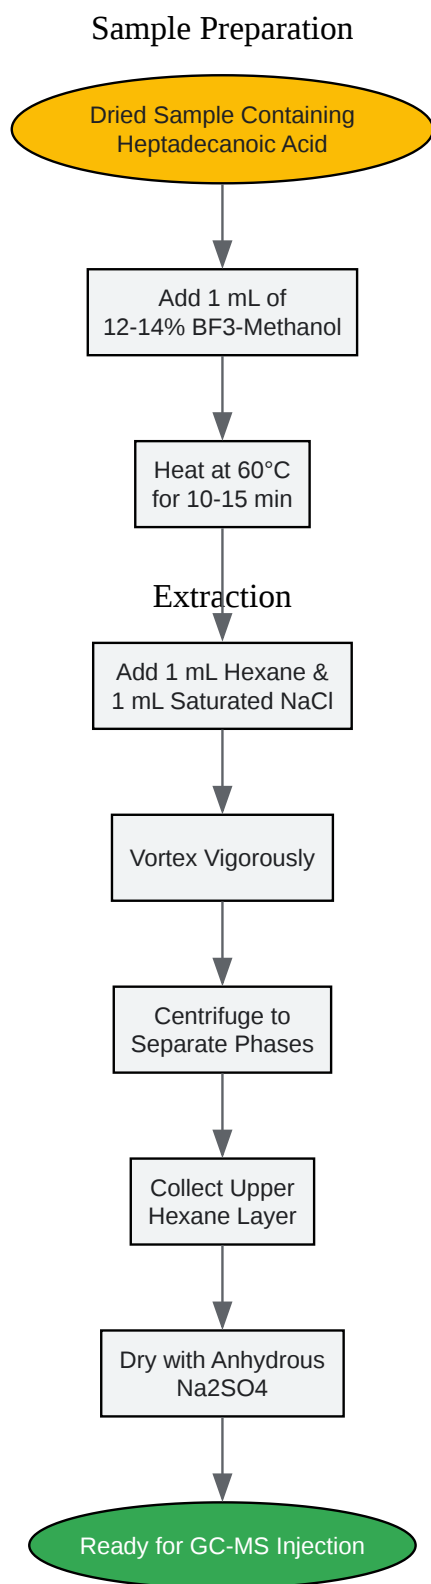 Sample Preparation
Dried Sample Containing
Heptadecanoic Acid
Add 1 mL of
12-14% BF3-Methanol
Heat at 60°C
for 10-15 min
Extraction
Add 1 mL Hexane &
1 mL Saturated NaCl
Vortex Vigorously
Centrifuge to
Separate Phases
Collect Upper
Hexane Layer
Dry with Anhydrous
Na2SO4
Ready for GC-MS Injection